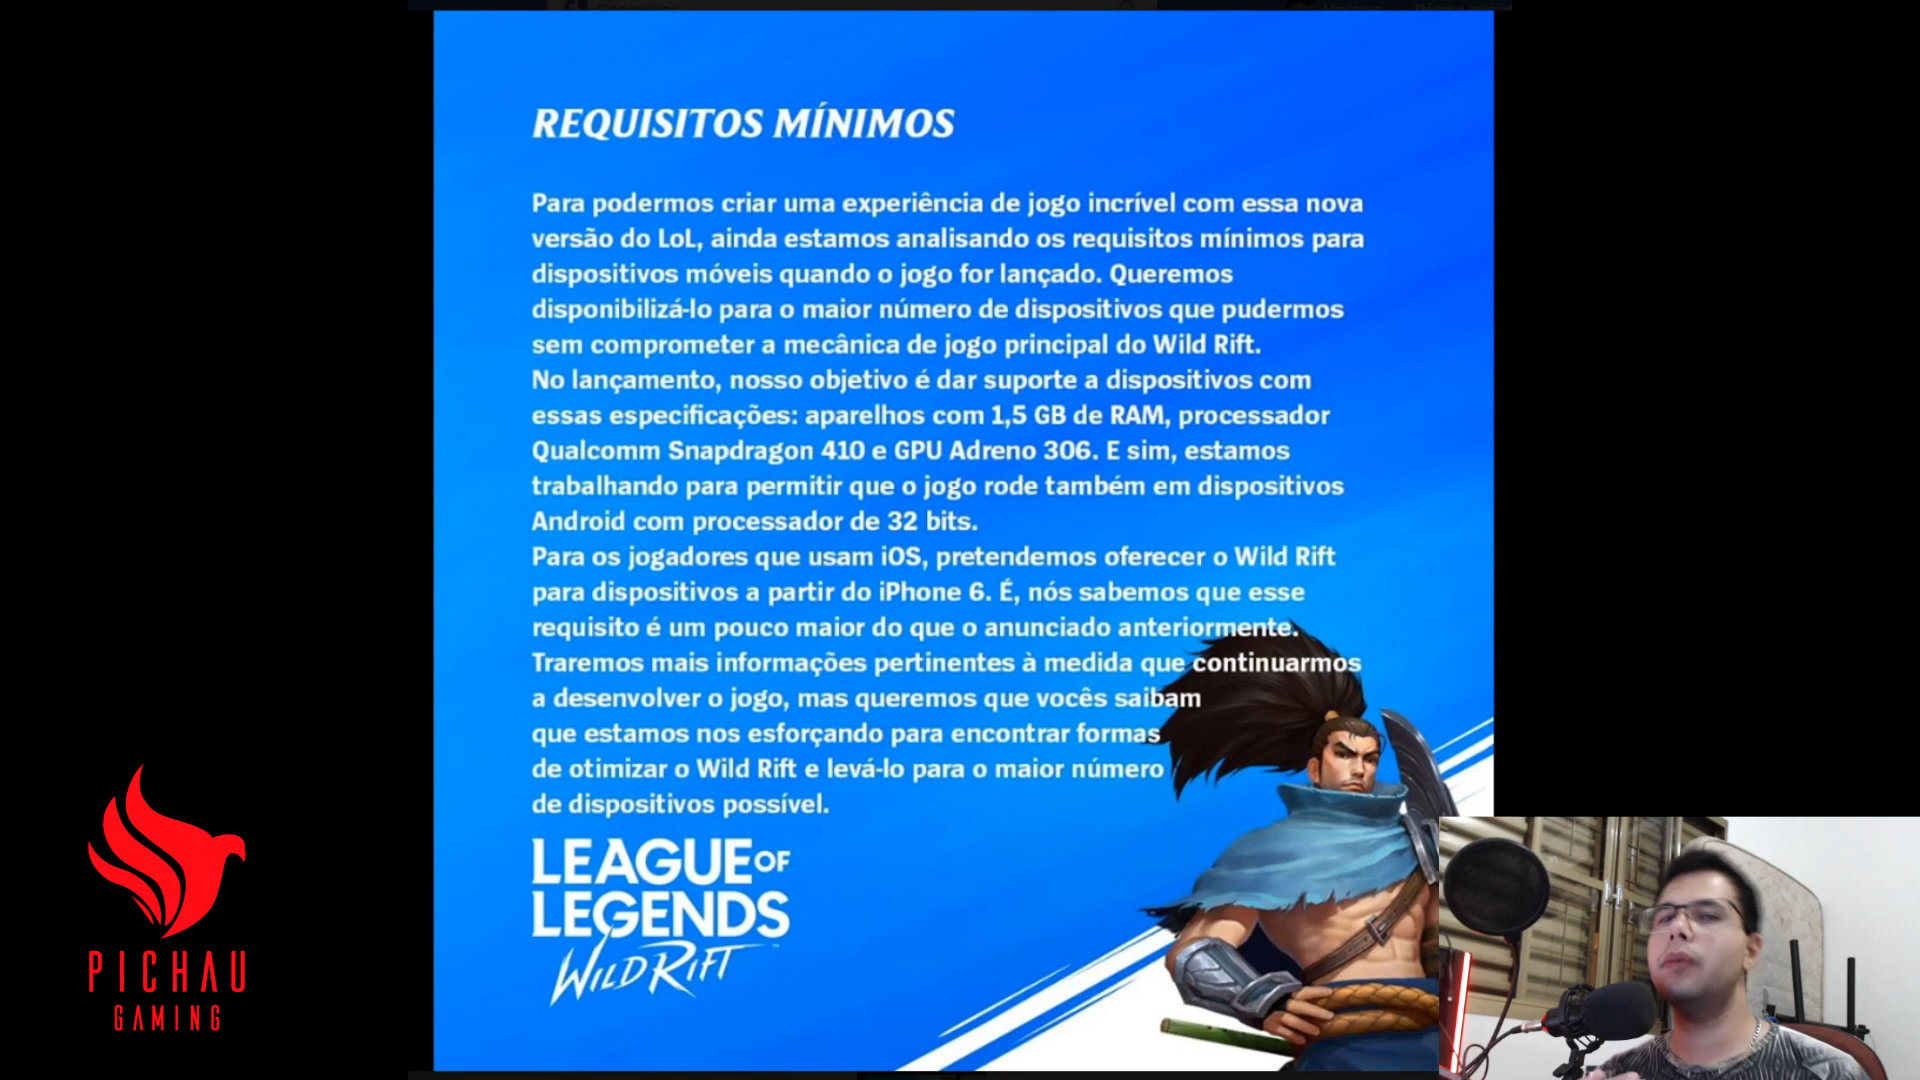 REQUISITOS MÍNIMOS
Para podermos criar uma experiência de jogo incrível com essa nova
versão do LoL, ainda estamos analisando os requisitos mínimos para
dispositivos móveis quando o jogo for lançado. Queremos
disponibilizá-lo para o maior número de dispositivos que pudermos
sem comprometer a mecânica de jogo principal do Wild Rift.
No lançamento, nosso objetivo é dar suporte a dispositivos com
essas especificações: aparelhos com 1,5 GB de RAM, processador
Qualcomm Snapdragon 410 e GPU Adreno 306. E sim, estamos
trabalhando para permitir que o jogo rode também em dispositivos
Android com processador de 32 bits.
Para os jogadores que usam iOS, pretendemos oferecer o Wild Rift
para dispositivos a partir do iPhone 6. É, nós sabemos que esse
requisito é um pouco maior do que o anunciado anteriormente.
Traremos mais informações pertinentes à medida que continuarmos
a desenvolver o jogo, mas queremos que vocês saibam
que estamos nos esforçando para encontrar formas
de otimizar o Wild Rift e levá-lo para o maior número
de dispositivos possível.
LEAGUE OF
LEGENDS
WILD RIFT
PICHAU
GAMING